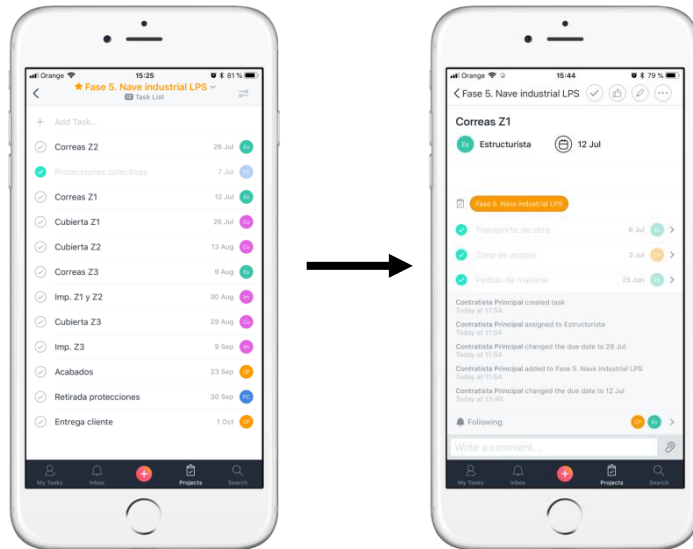 Orange 15:25 81 %
Fase 5. Nave industrial LPS
Task List
Add Task...
Correas Z2 26 Jul Es
Protecciones colectivas 7 Jul PC
Correas Z1 12 Jul Es
Cubierta Z1 26 Jul Cu
Cubierta Z2 13 Aug Cu
Correas Z3 9 Aug Es
Imp. Z1 y Z2 30 Aug Im
Cubierta Z3 29 Aug Cu
Imp. Z3 9 Sep Im
Acabados 23 Sep CP
Retirada protecciones 30 Sep PC
Entrega cliente 1 Oct CP
My Tasks Inbox Projects Search
Orange 15:44 79 %
Fase 5. Nave industrial LPS
Correas Z1
Es Estructurista 12 Jul
Fase 5. Nave industrial LPS
Transporte de obra 6 Jul Es
Zona de acopio 3 Jul CP
Pedido de material 25 Jun Es
Contratista Principal created task
Today at 11:54
Contratista Principal assigned to Estructurista
Today at 11:54
Contratista Principal changed the due date to 28 Jul
Today at 11:54
Contratista Principal added to Fase 5. Nave industrial LPS
Today at 11:54
Contratista Principal changed the due date to 12 Jul
Today at 13:40
Following CP Es
Write a comment...
My Tasks Inbox Projects Search